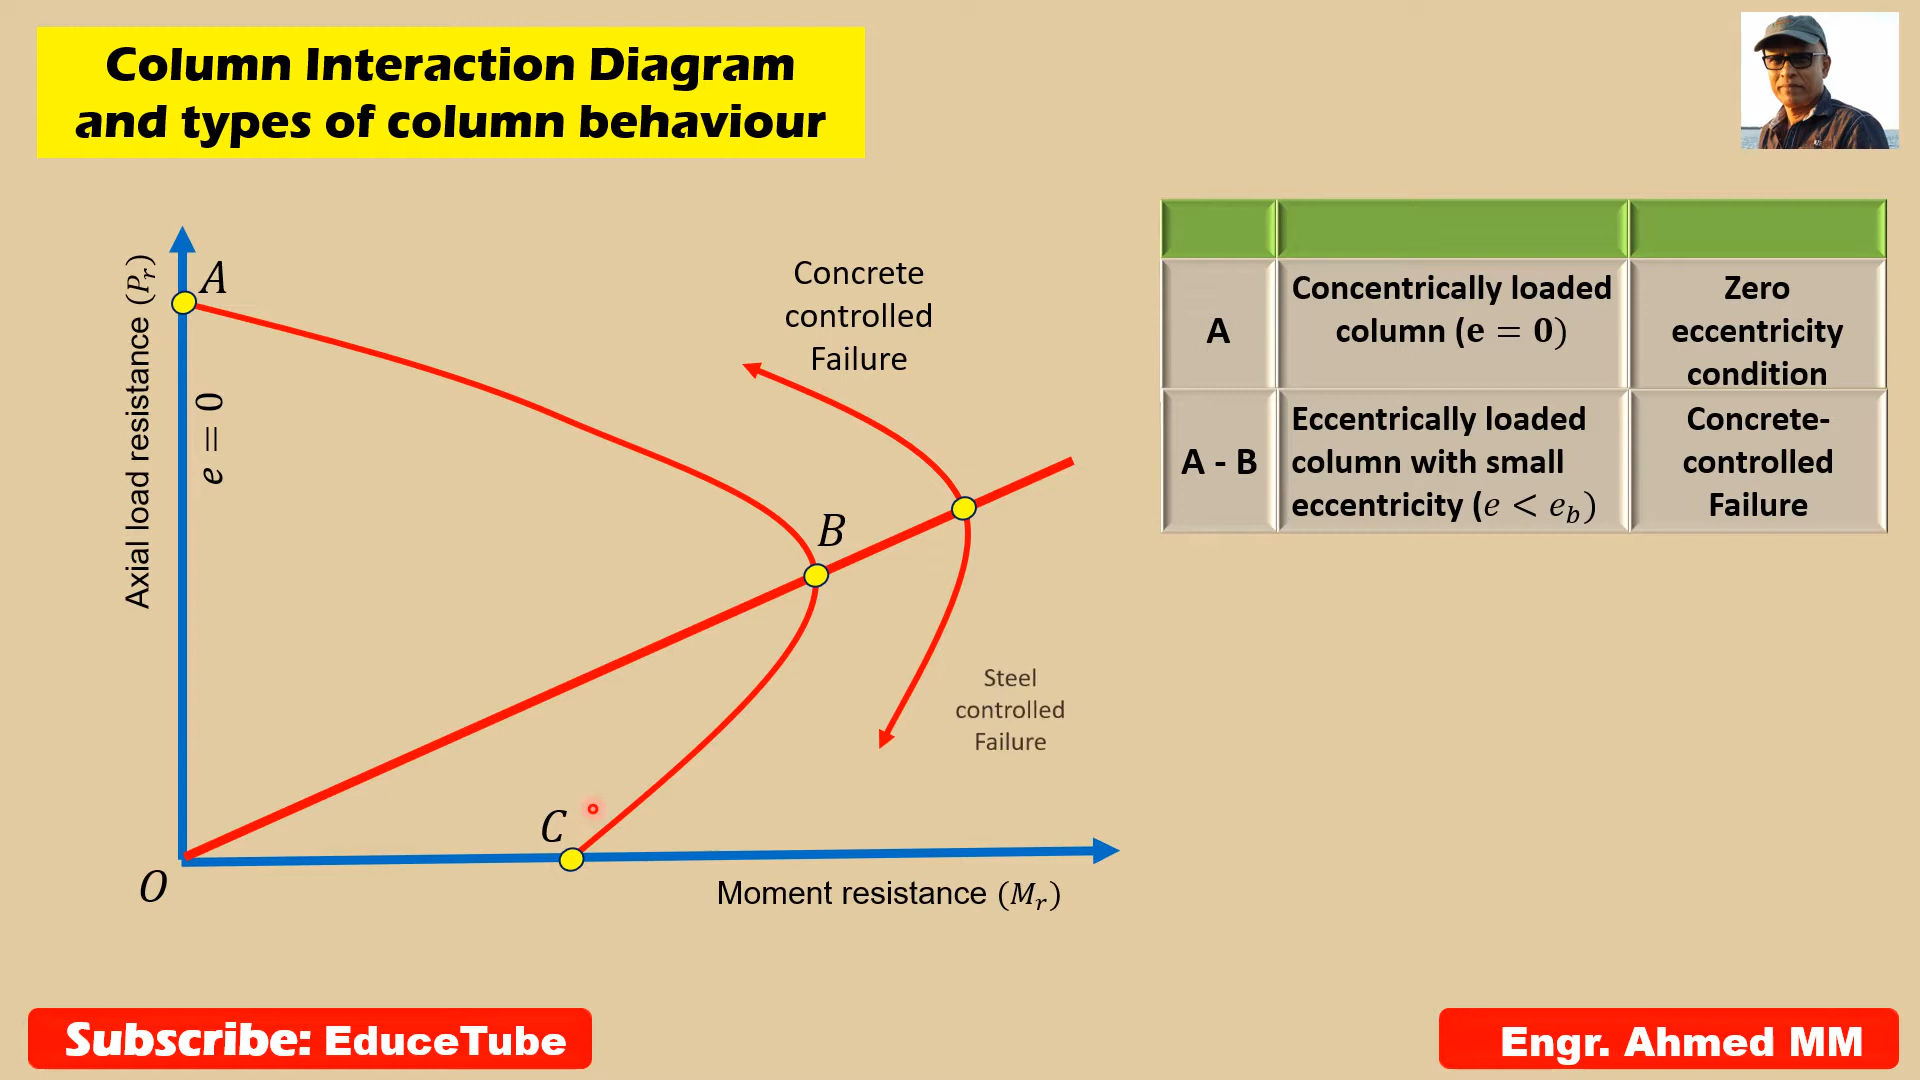 Column Interaction Diagram
and types of column behaviour
Axial load resistance (P_r)
A
e = 0
Concrete
controlled
Failure
B
Steel
controlled
Failure
C
O
Moment resistance (M_r)
A
Concentrically loaded
column (e = 0)
Zero
eccentricity
condition
A - B
Eccentrically loaded
column with small
eccentricity (e < e_b)
Concrete-
controlled
Failure
Subscribe: EduceTube
Engr. Ahmed MM